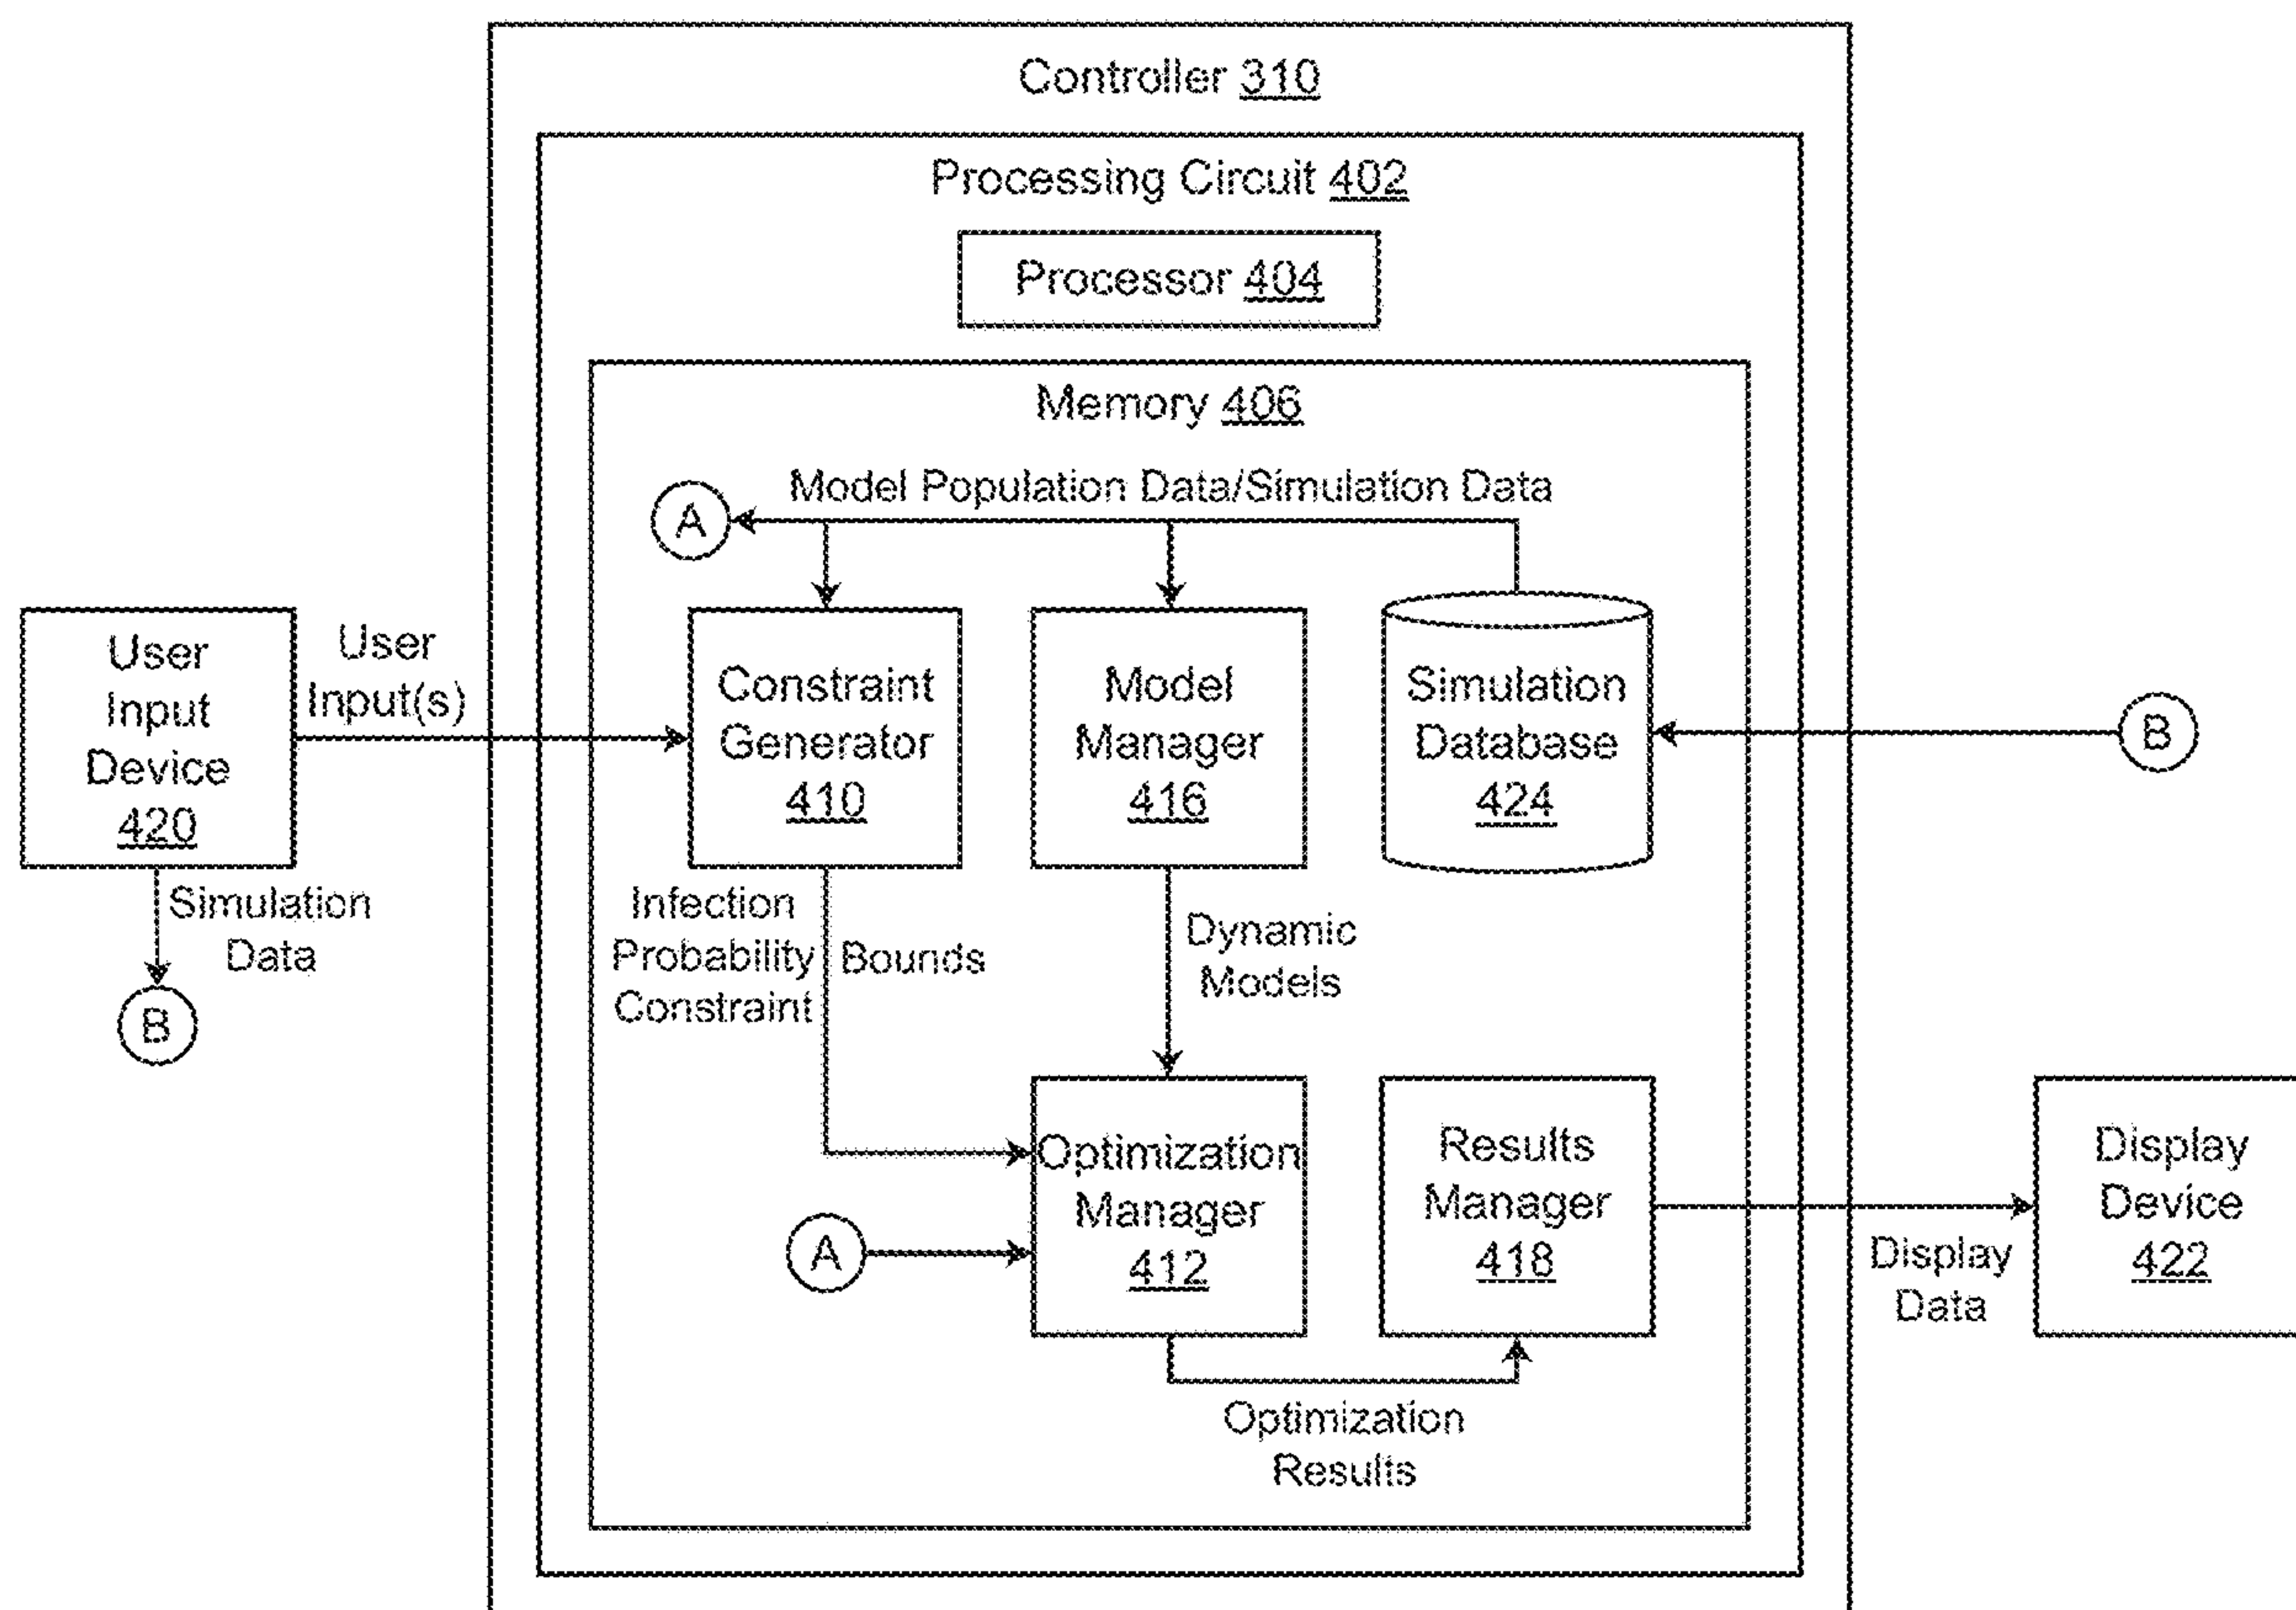 Controller 310
Processing Circuit 402
Processor 404
Memory 406
Model Population Data/Simulation Data
A
User
Input
Device
420
User
Input(s)
Constraint
Generator
410
Model
Manager
416
Simulation
Database
424
B
Simulation
Data
B
Infection
Probability
Constraint
Bounds
Dynamic
Models
Optimization
Manager
412
A
Results
Manager
418
Display
Data
Display
Device
422
Optimization
Results